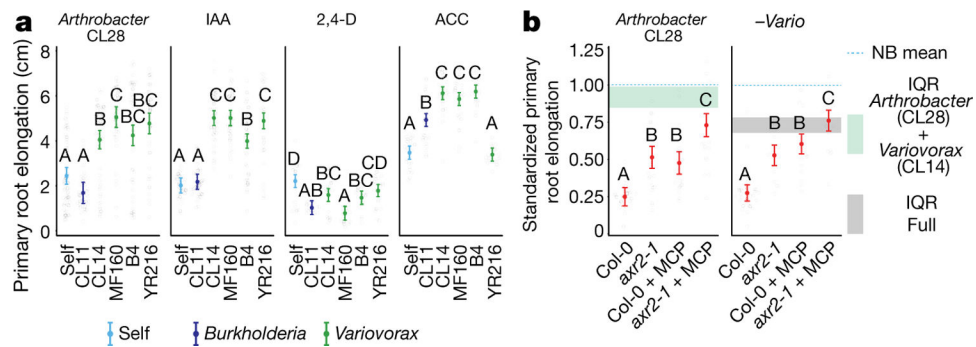 a
Primary root elongation (cm)
8
6
4
2
0
Arthrobacter
CL28
A
A
B
C
B
C
BC
Self
CL11
CL14
MF160
B4
YR216
IAA
A
A
C
C
B
C
Self
CL11
CL14
MF160
B4
YR216
2,4-D
D
AB
BC
A
BC
CD
Self
CL11
CL14
MF160
B4
YR216
ACC
A
B
C
C
C
A
Self
CL11
CL14
MF160
B4
YR216
Self
Burkholderia
Variovorax
b
Standardized primary
root elongation
1.25
1.00
0.75
0.50
0.25
0
Arthrobacter
CL28
A
B
B
C
Col-0
axr2-1
Col-0 + MCP
axr2-1 + MCP
–Vario
A
B
B
C
Col-0
axr2-1
Col-0 + MCP
axr2-1 + MCP
NB mean
IQR
Arthrobacter
(CL28)
+
Variovorax
(CL14)
IQR
Full